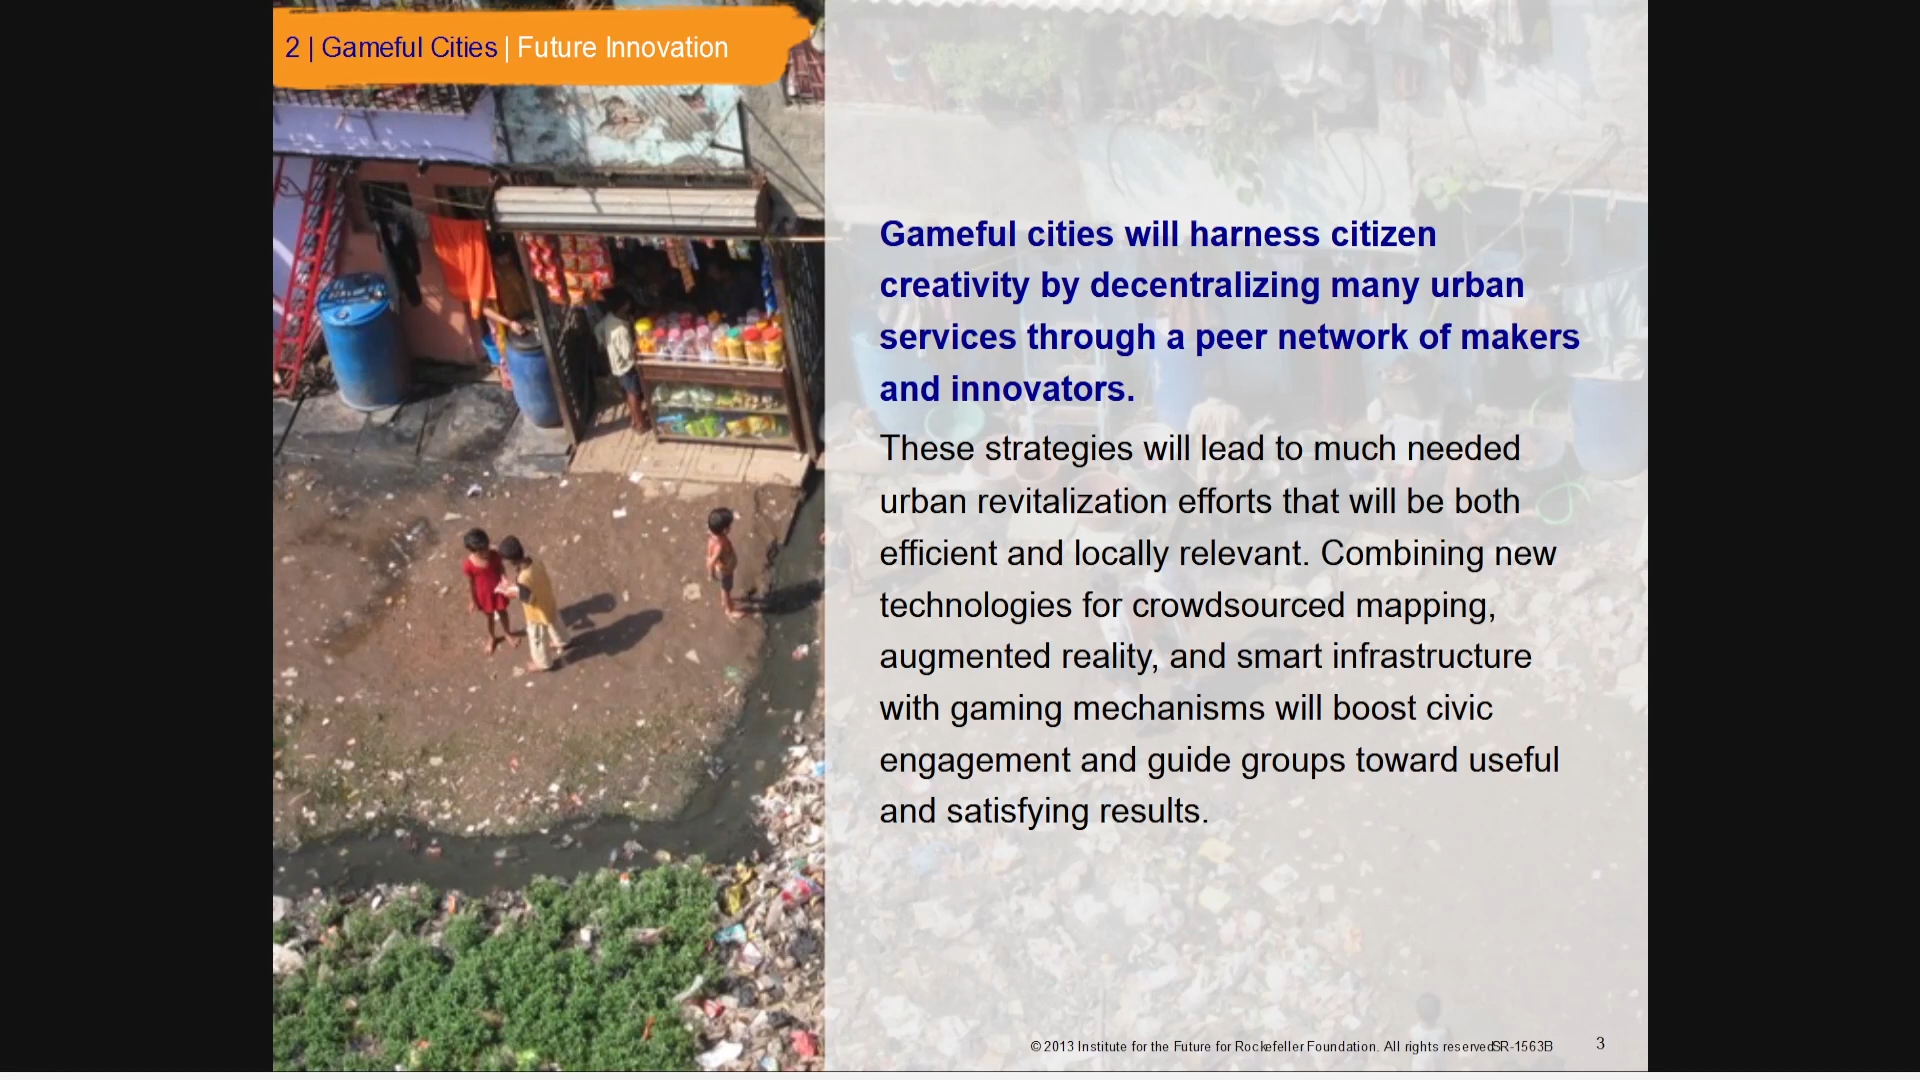 2 | Gameful Cities | Future Innovation
Gameful cities will harness citizen
creativity by decentralizing many urban
services through a peer network of makers
and innovators.
These strategies will lead to much needed
urban revitalization efforts that will be both
efficient and locally relevant. Combining new
technologies for crowdsourced mapping,
augmented reality, and smart infrastructure
with gaming mechanisms will boost civic
engagement and guide groups toward useful
and satisfying results.
© 2013 Institute for the Future for Rockefeller Foundation. All rights reserved SR-1563B 3